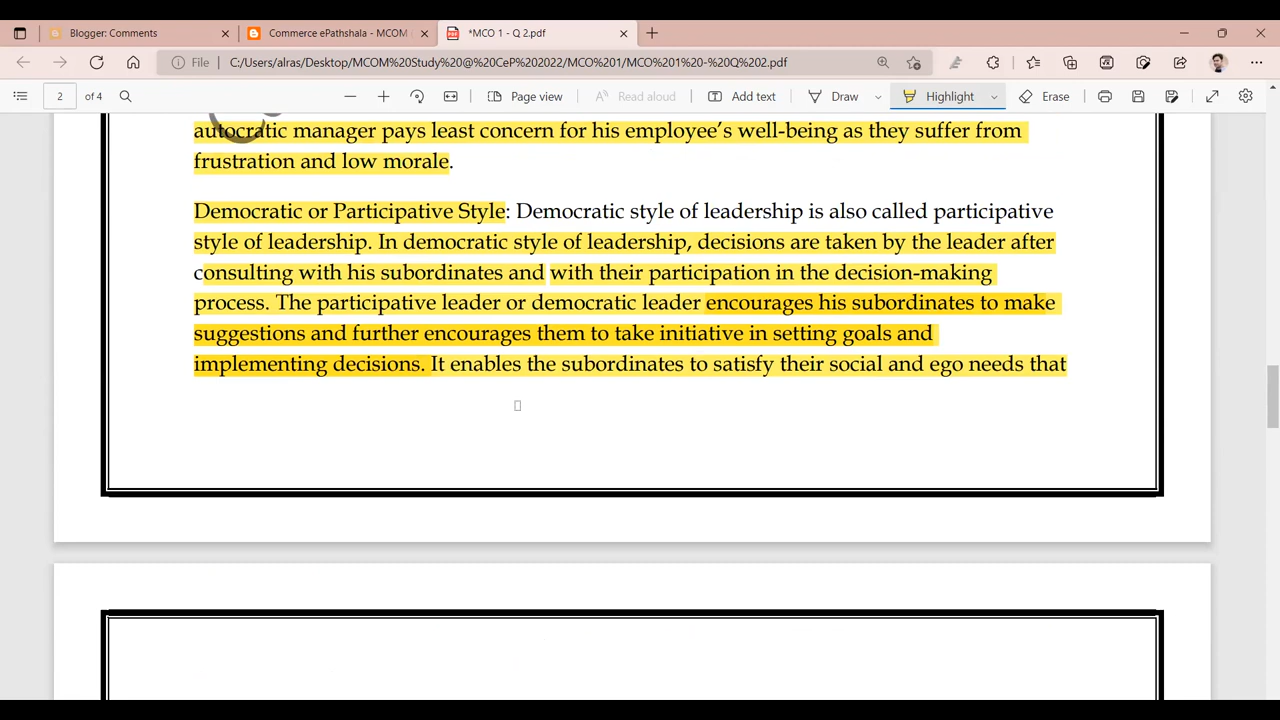 Blogger: Comments
Commerce ePathshala - MCOM
*MCO 1 - Q 2.pdf
File
C:/Users/alras/Desktop/MCOM%20Study%20@%20CeP%202022/MCO%201/MCO%201%20-%20Q%202.pdf
2 of 4
Page view
Read aloud
Add text
Draw
Highlight
Erase
autocratic manager pays least concern for his employee’s well-being as they suffer from
frustration and low morale.
Democratic or Participative Style: Democratic style of leadership is also called participative
style of leadership. In democratic style of leadership, decisions are taken by the leader after
consulting with his subordinates and with their participation in the decision-making
process. The participative leader or democratic leader encourages his subordinates to make
suggestions and further encourages them to take initiative in setting goals and
implementing decisions. It enables the subordinates to satisfy their social and ego needs that